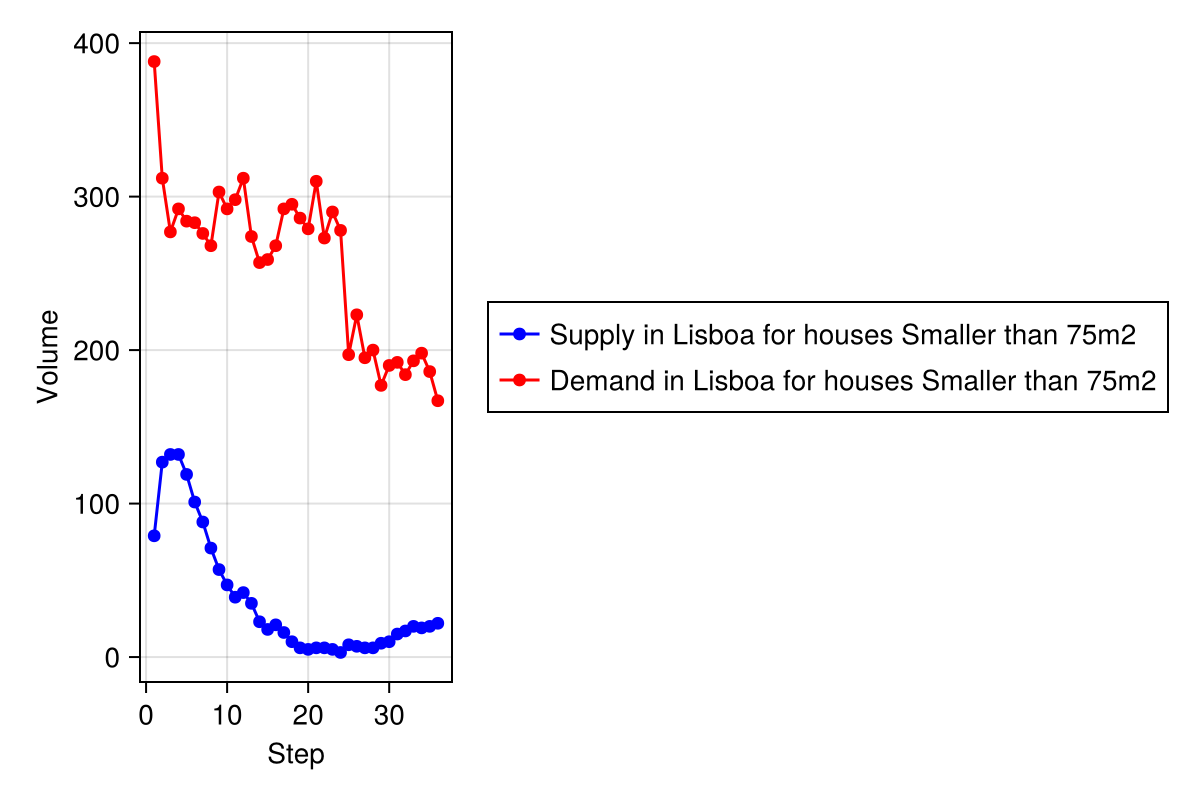 400
300
200
100
0
Volume
0 10 20 30
Step
Supply in Lisboa for houses Smaller than 75m2
Demand in Lisboa for houses Smaller than 75m2